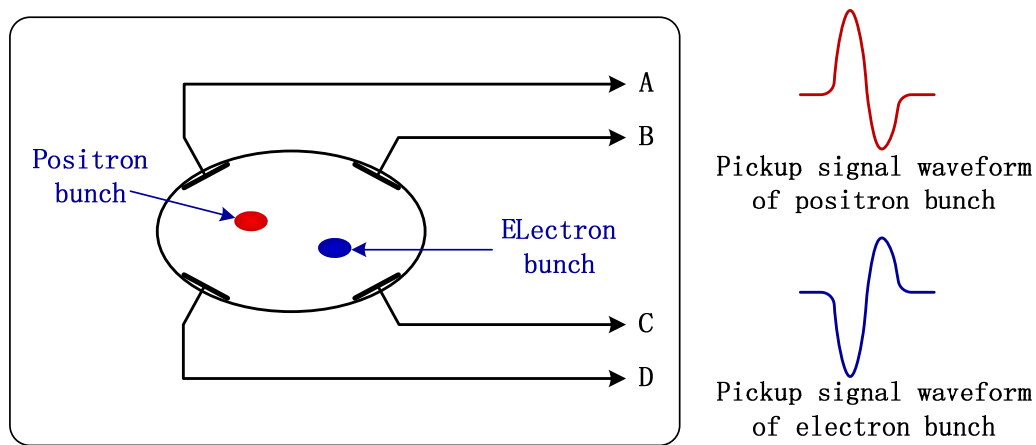 A
B
Positron
bunch
ELectron
bunch
C
D
Pickup signal waveform
of positron bunch
Pickup signal waveform
of electron bunch